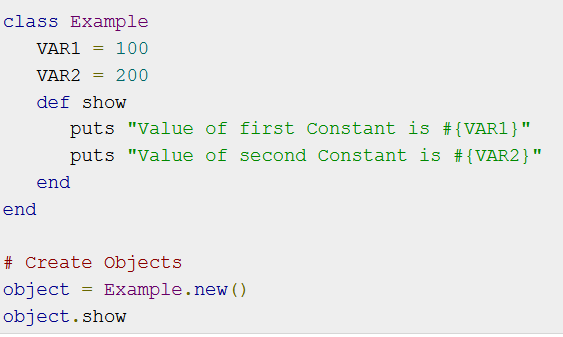 class Example
   VAR1 = 100
   VAR2 = 200
   def show
      puts "Value of first Constant is #{VAR1}"
      puts "Value of second Constant is #{VAR2}"
   end
end

# Create Objects
object = Example.new()
object.show